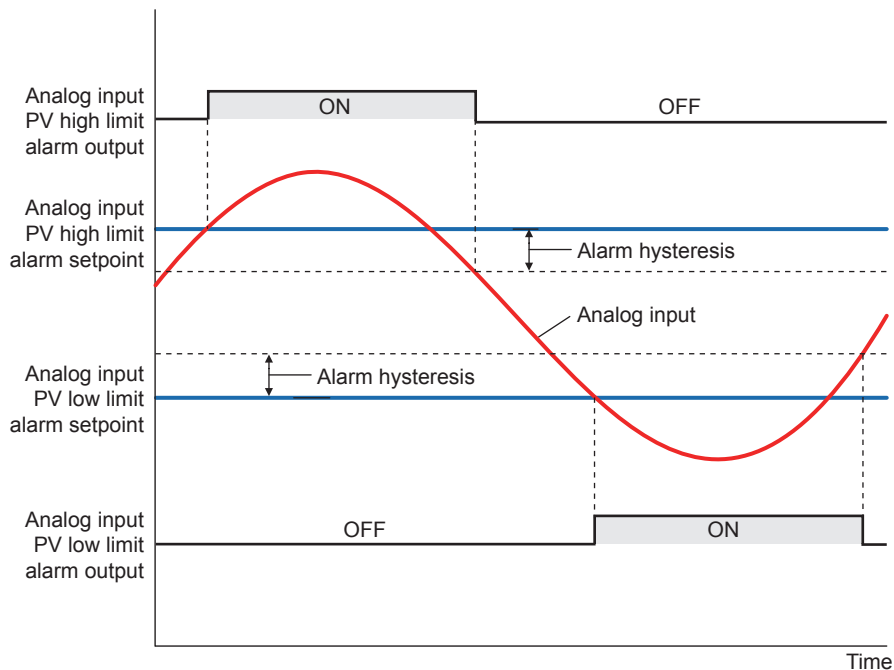 Analog input
PV high limit
alarm output
ON
OFF
Analog input
PV high limit
alarm setpoint
Alarm hysteresis
Analog input
Analog input
PV low limit
alarm setpoint
Alarm hysteresis
Analog input
PV low limit
alarm output
OFF
ON
Time